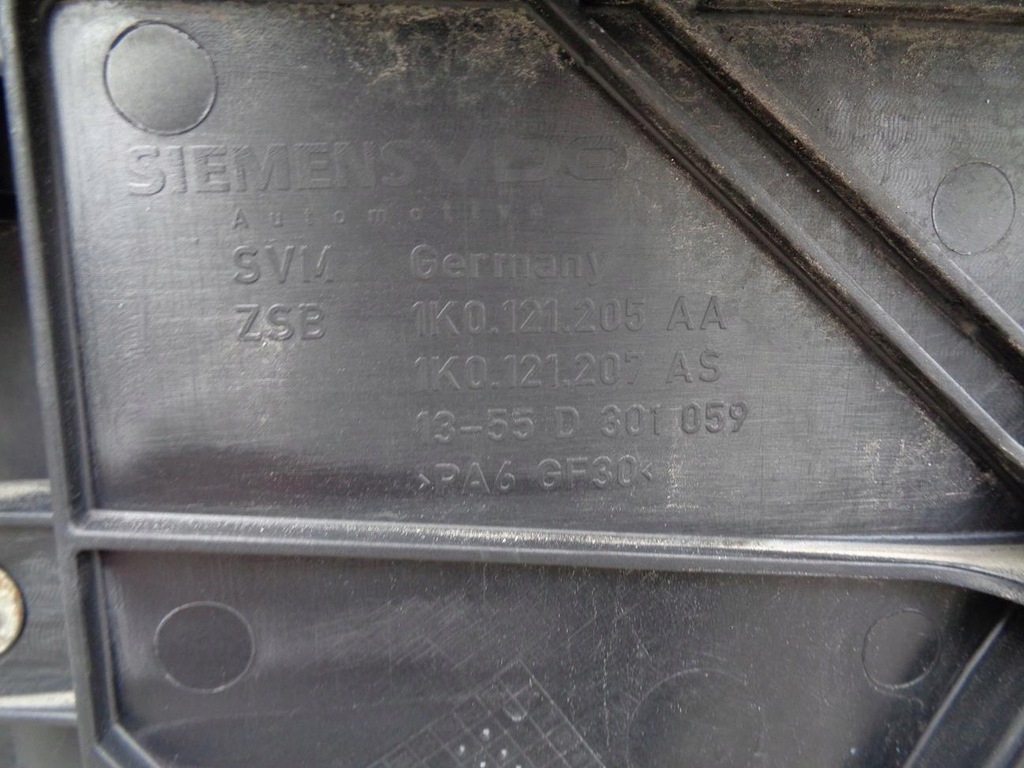 SIEMENS VDO
Automotive
SVM Germany
ZSB 1K0.121.205 AA
1K0.121.207 AS
13-55 D 301 059
>PA6 GF30<